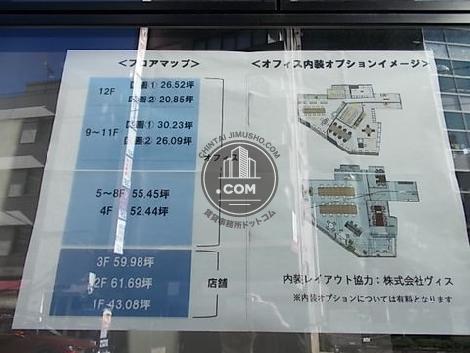 ＜フロアマップ＞
12F 区画① 26.52坪
区画② 20.85坪
9～11F 区画① 30.23坪
区画② 26.09坪
オフィス
5～8F 55.45坪
4F 52.44坪
3F 59.98坪
2F 61.69坪
1F 43.08坪
店舗
＜オフィス内装オプションイメージ＞
内装レイアウト協力：株式会社ヴィス
※内装オプションについては有料となります
CHINTAI JIMUSHO.COM
.COM
賃貸事務所ドットコム